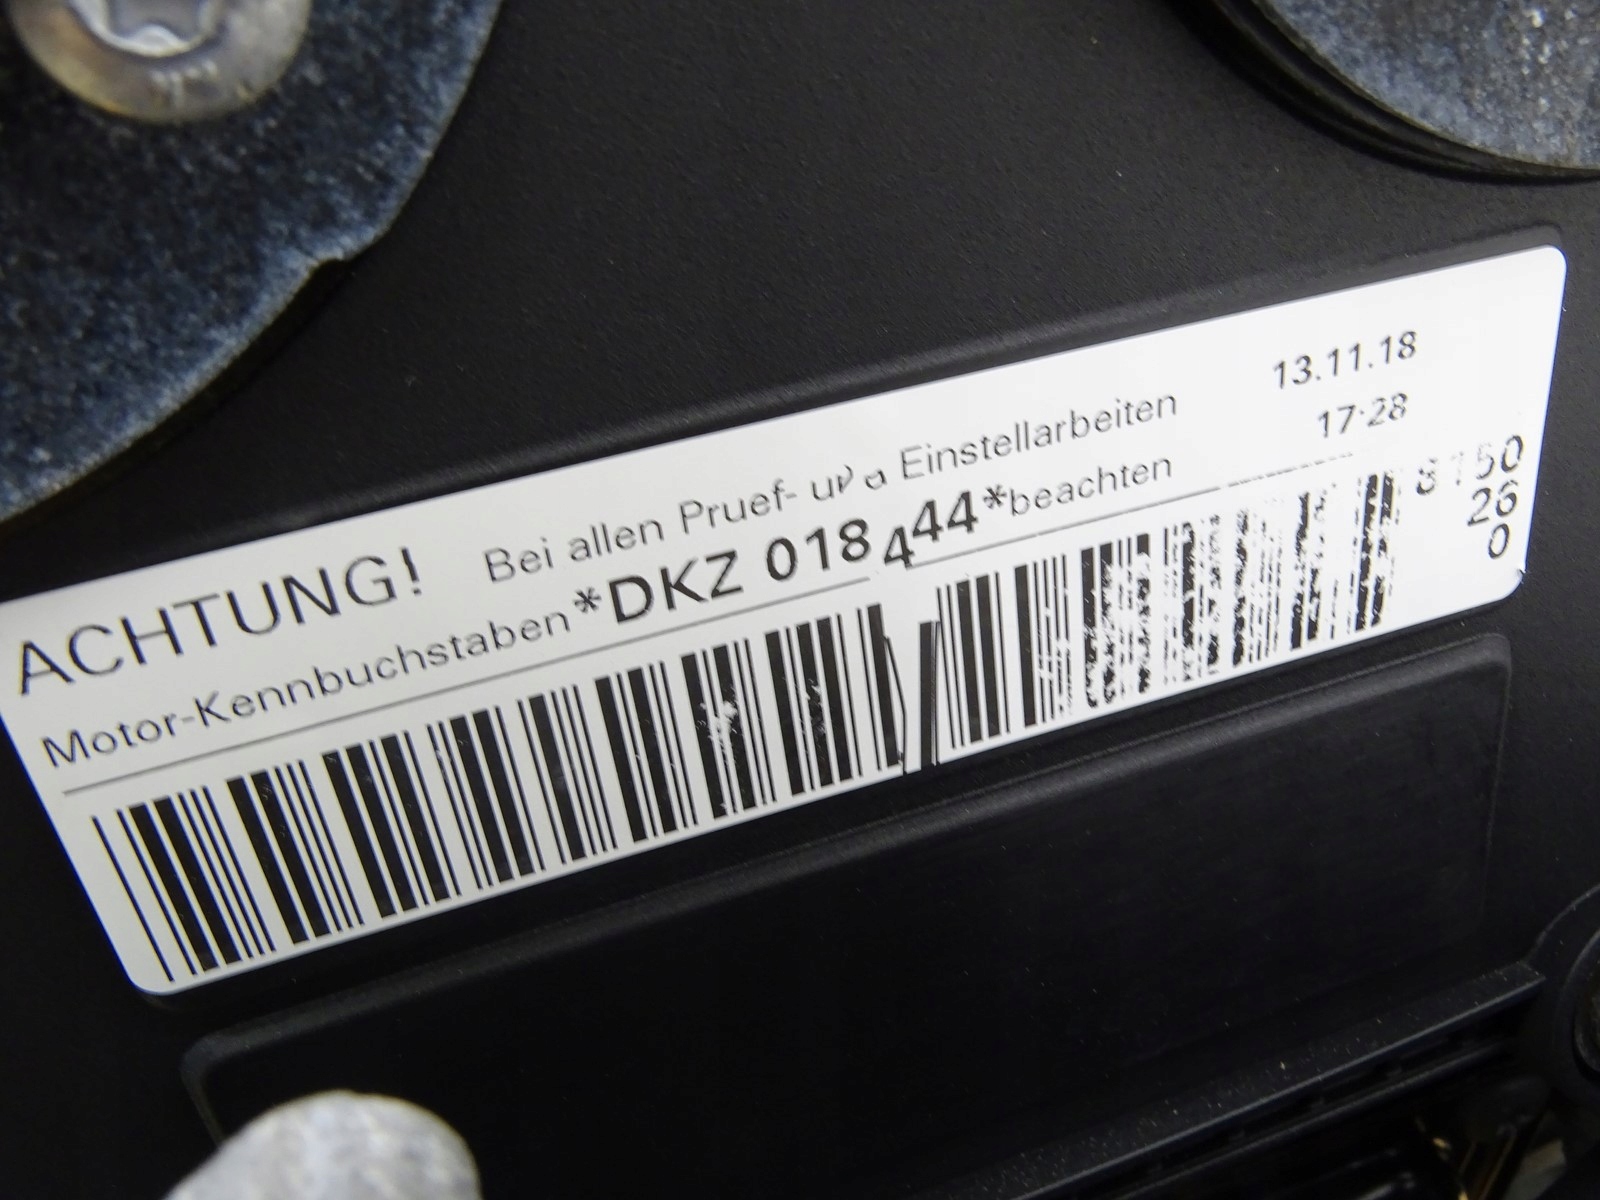 ACHTUNG! Bei allen Pruef- und Einstellarbeiten 13.11.18
Motor-Kennbuchstaben *DKZ 018444* beachten 17:28
26
0